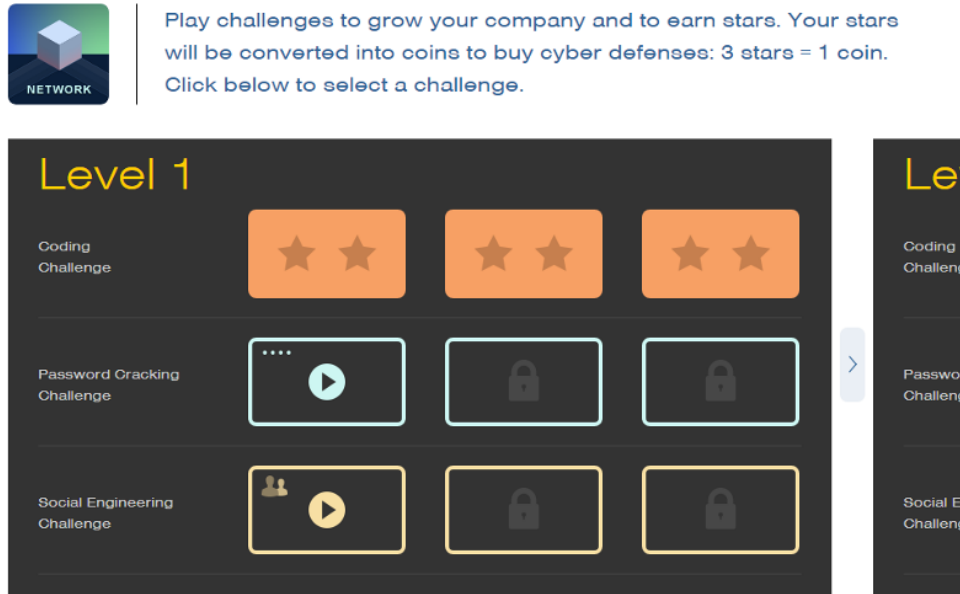 NETWORK
Play challenges to grow your company and to earn stars. Your stars
will be converted into coins to buy cyber defenses: 3 stars = 1 coin.
Click below to select a challenge.
Level 1
Coding
Challenge
Password Cracking
Challenge
Social Engineering
Challenge
Coding